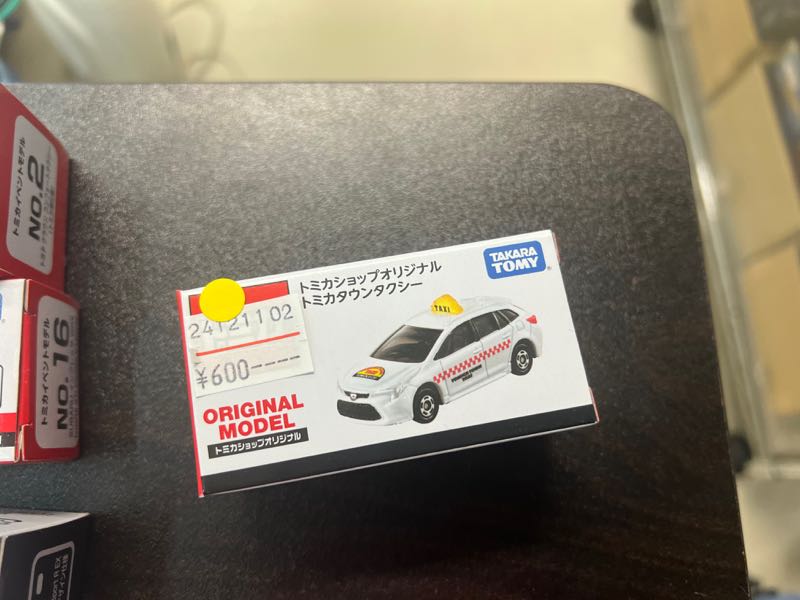 トミカショップオリジナル
トミカタウンタクシー
TAKARA
TOMY
24121102
¥600
TAXI
ORIGINAL
MODEL
トミカショップオリジナル
トミカイベントモデル
NO.2
トミカイベントモデル
NO.16